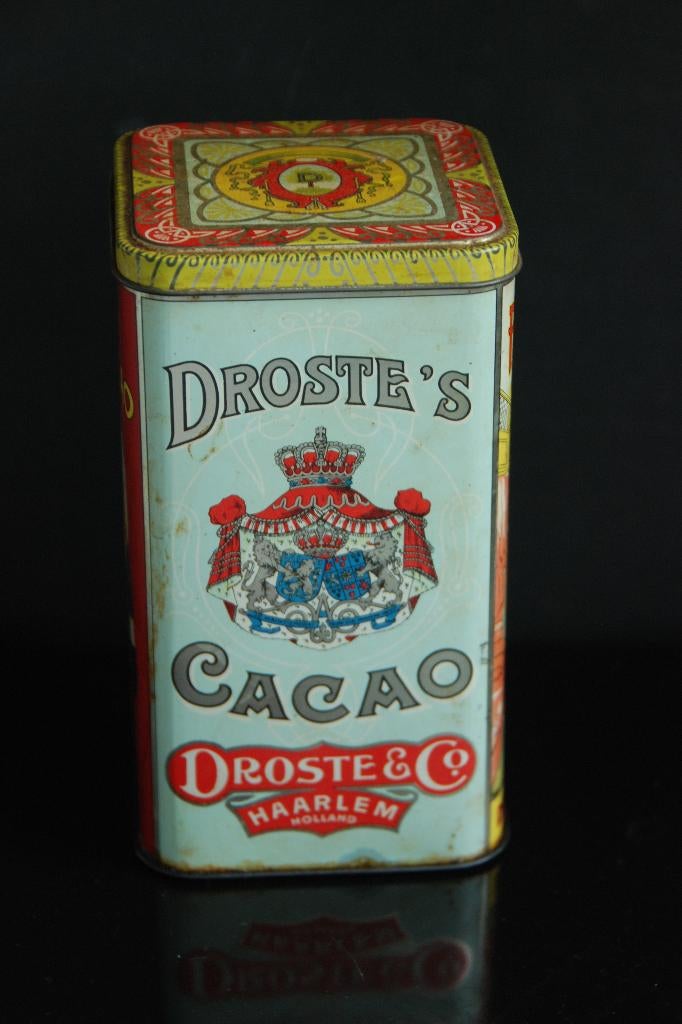 D
DROSTE'S
CACAO
DROSTE & Co
HAARLEM
HOLLAND